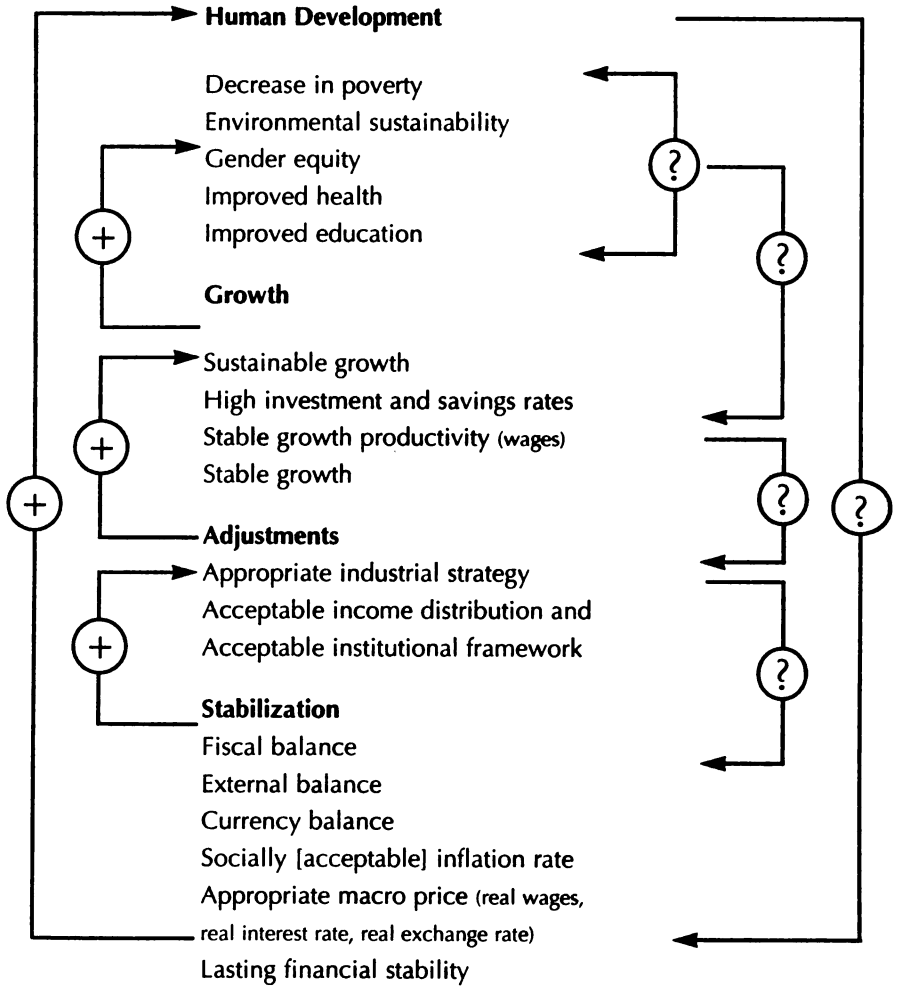 Human Development
Decrease in poverty
Environmental sustainability
Gender equity
Improved health
Improved education
Growth
Sustainable growth
High investment and savings rates
Stable growth productivity (wages)
Stable growth
Adjustments
Appropriate industrial strategy
Acceptable income distribution and
Acceptable institutional framework
Stabilization
Fiscal balance
External balance
Currency balance
Socially [acceptable] inflation rate
Appropriate macro price (real wages,
real interest rate, real exchange rate)
Lasting financial stability
+
+
+
+
?
?
?
?
?